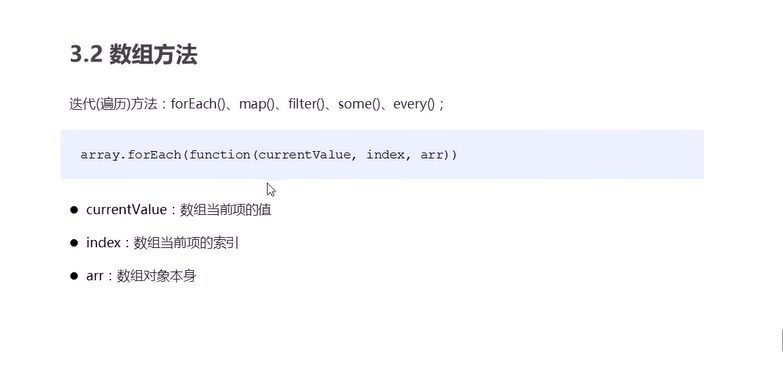 3.2 数组方法
迭代(遍历)方法：forEach()、map()、filter()、some()、every()；
array.forEach(function(currentValue, index, arr))
● currentValue：数组当前项的值
● index：数组当前项的索引
● arr：数组对象本身